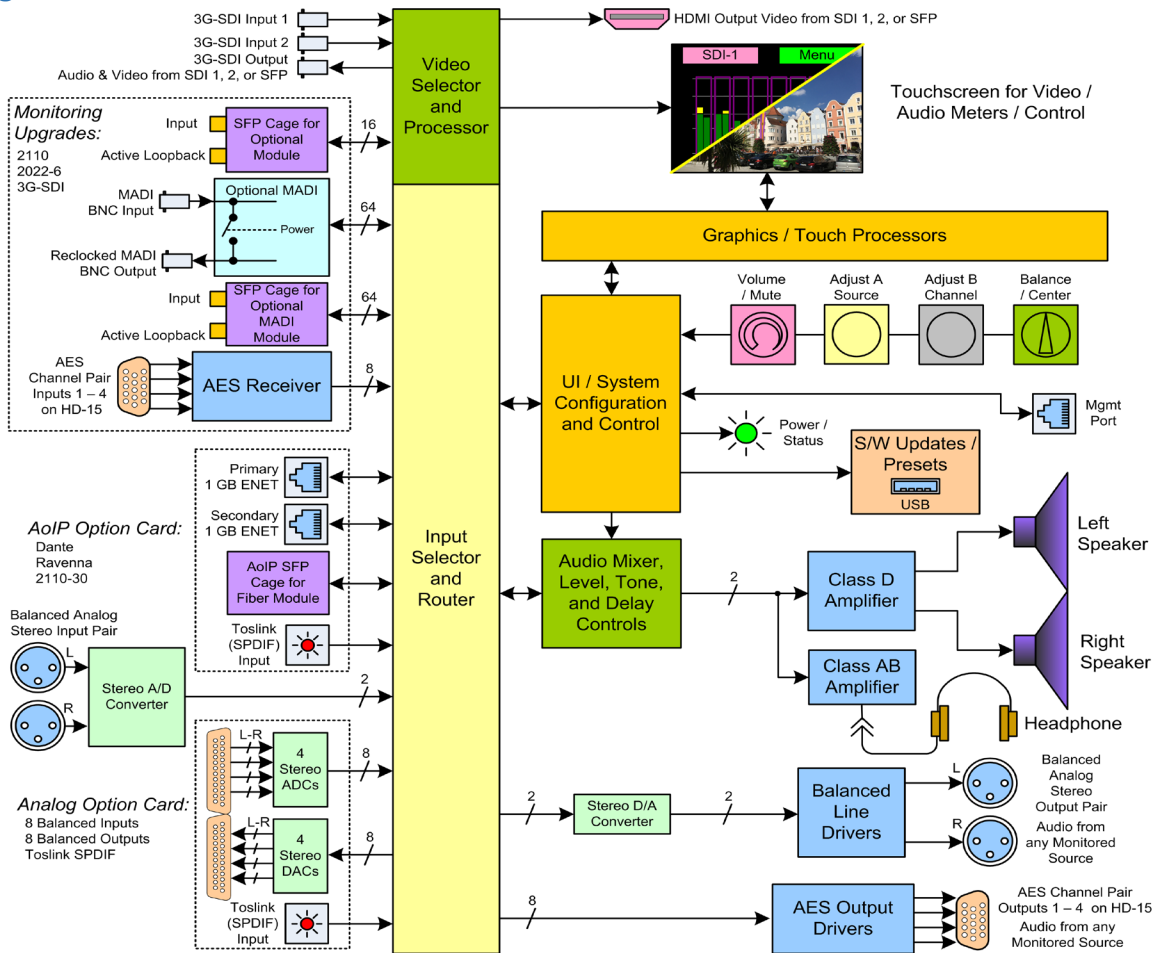 3G-SDI Input 1
3G-SDI Input 2
3G-SDI Output
Audio & Video from SDI 1, 2, or SFP
Video
Selector
and
Processor
HDMI Output Video from SDI 1, 2, or SFP
SDI-1
Menu
Touchscreen for Video /
Audio Meters / Control
Monitoring
Upgrades:
2110
2022-6
3G-SDI
Input
Active Loopback
SFP Cage for
Optional
Module
16
MADI
BNC Input
Optional MADI
Power
64
Reclocked MADI
BNC Output
Input
Active Loopback
SFP Cage for
Optional
MADI
Module
64
AES
Channel Pair
Inputs 1 – 4
on HD-15
AES Receiver
8
Graphics / Touch Processors
Volume
/ Mute
Adjust A
Source
Adjust B
Channel
Balance
/ Center
UI / System
Configuration
and Control
Mgmt
Port
Power /
Status
S/W Updates /
Presets
USB
AoIP Option Card:
Dante
Ravenna
2110-30
Primary
1 GB ENET
Secondary
1 GB ENET
AoIP SFP
Cage for
Fiber Module
Toslink
(SPDIF)
Input
Input
Selector
and
Router
Audio Mixer,
Level, Tone,
and Delay
Controls
2
Class D
Amplifier
Left
Speaker
Right
Speaker
Class AB
Amplifier
Headphone
Balanced Analog
Stereo Input Pair
L
R
Stereo A/D
Converter
2
Analog Option Card:
8 Balanced Inputs
8 Balanced Outputs
Toslink SPDIF
L-R
4
Stereo
ADCs
8
L-R
4
Stereo
DACs
8
Toslink
(SPDIF)
Input
2
Stereo D/A
Converter
2
Balanced
Line
Drivers
L
R
Balanced
Analog
Stereo
Output Pair
Audio from
any Monitored
Source
8
AES Output
Drivers
AES Channel Pair
Outputs 1 – 4 on HD-15
Audio from any
Monitored Source